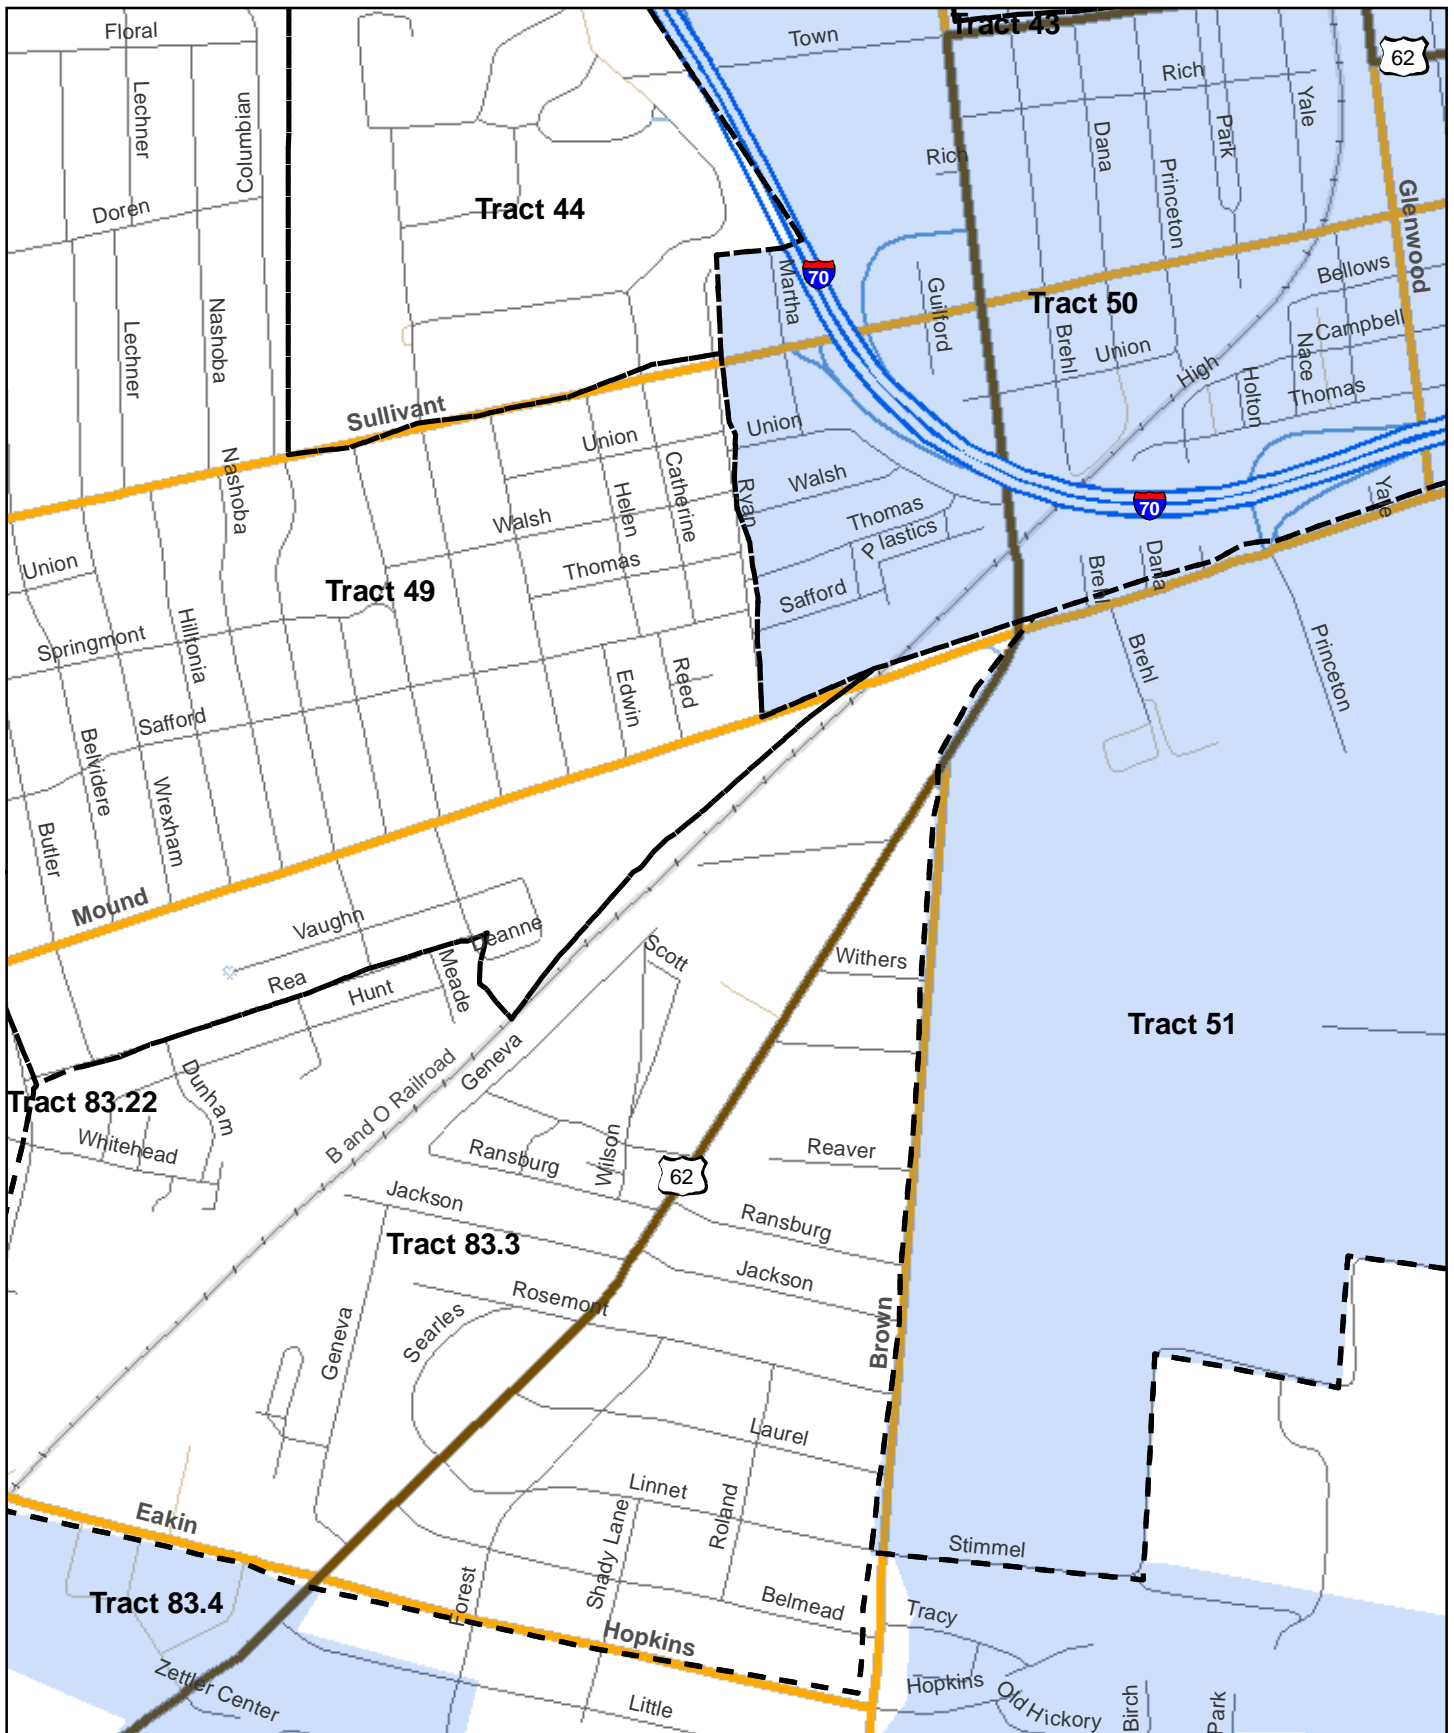 Floral
Town
Tract 43
62
Lechner
Columbian
Rich
Yale
Park
Dana
Princeton
Rich
Doren
Tract 44
Glenwood
Martha
70
Guilford
Tract 50
Bellows
Nashoba
Lechner
Brehl
Union
Campbell
Nace
High
Holton
Thomas
Sullivant
Union
Union
Catherine
Nashoba
Walsh
Ryan
Helen
Walsh
Thomas
Plastics
70
Yale
Union
Thomas
Tract 49
Safford
Brehl
Dana
Hilltonia
Springmont
Brehl
Princeton
Edwin
Reed
Safford
Belvidere
Wrexham
Butler
Mound
Vaughn
Deanne
Scott
Withers
Rea
Hunt
Meade
Tract 51
B and O Railroad
Geneva
Dunham
Tract 83.22
Whitehead
Ransburg
Wilson
Reaver
62
Jackson
Ransburg
Tract 83.3
Jackson
Rosemont
Searles
Geneva
Brown
Laurel
Linnet
Roland
Shady Lane
Eakin
Stimmel
Tract 83.4
Forest
Belmead
Tracy
Hopkins
Zettler Center
Hopkins
Old Hickory
Little
Birch
Park